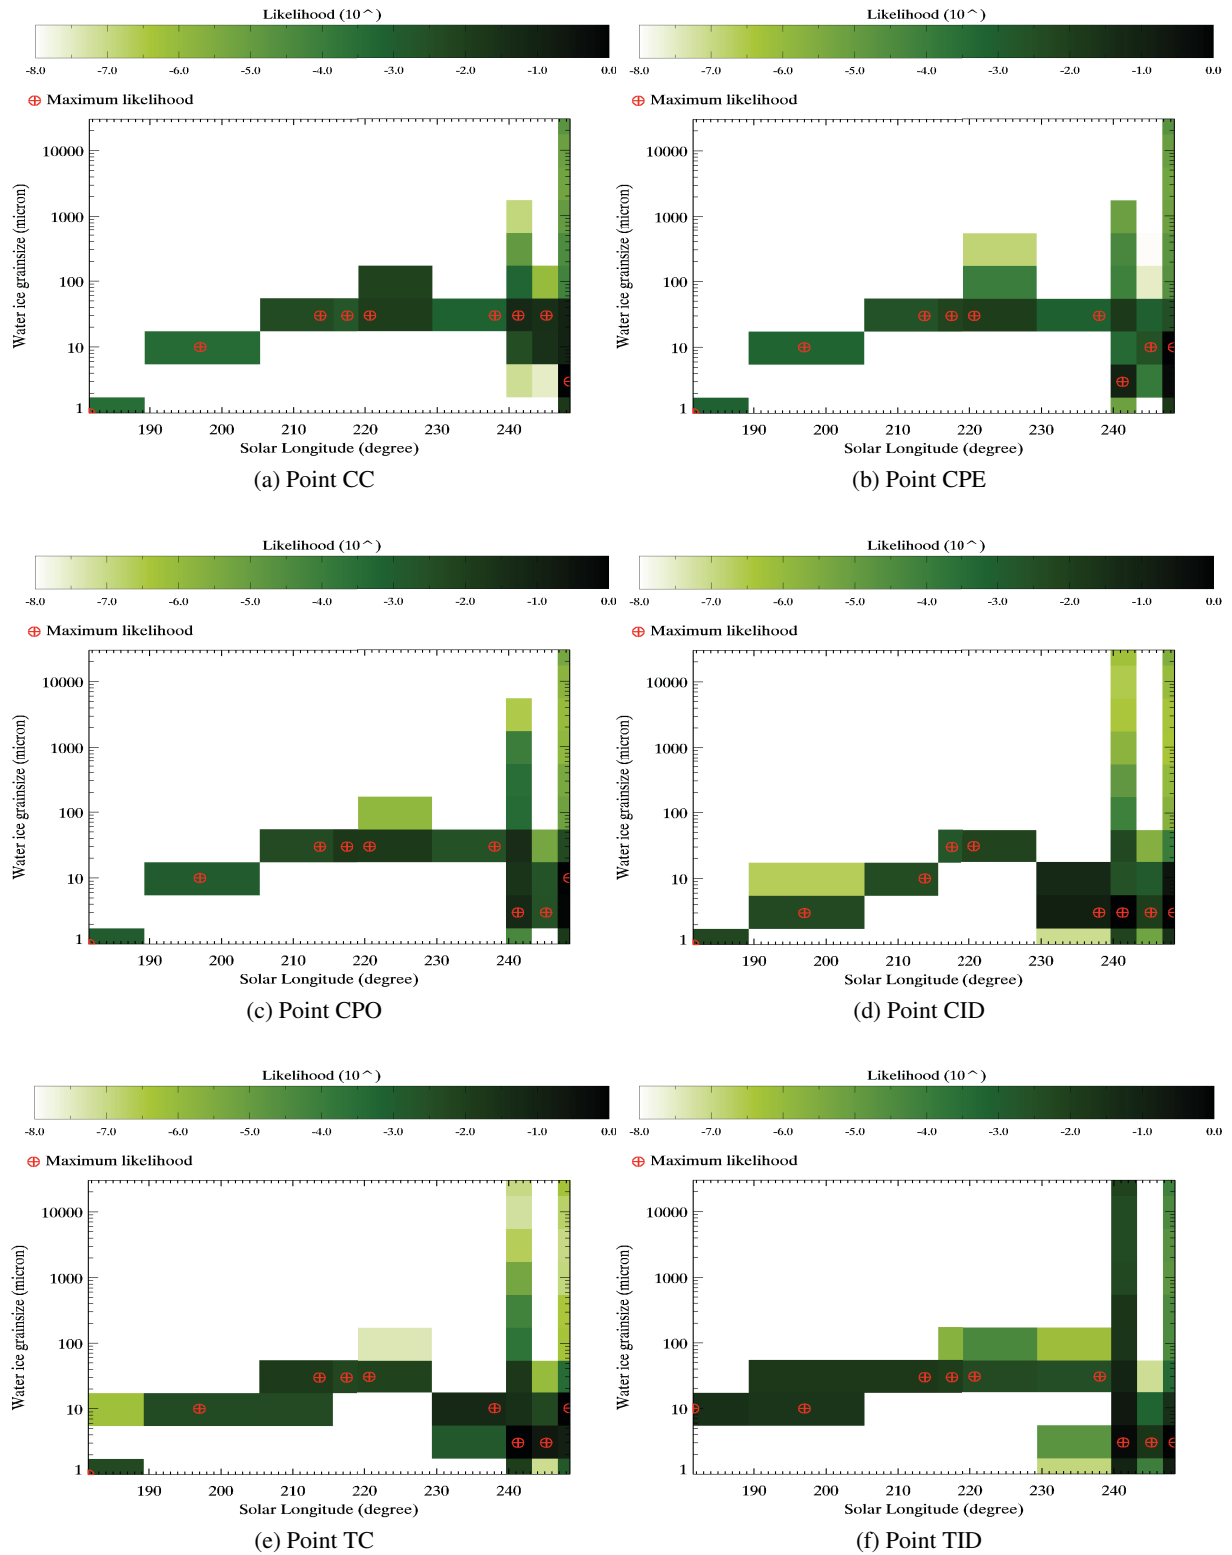 Likelihood (10^) Likelihood (10^)
-8.0 -7.0 -6.0 -5.0 -4.0 -3.0 -2.0 -1.0 0.0 -8.0 -7.0 -6.0 -5.0 -4.0 -3.0 -2.0 -1.0 0.0
Maximum likelihood Maximum likelihood
Water ice grainsize (micron) Water ice grainsize (micron)
10000 10000
1000 1000
100 100
10 10
1 1
190 200 210 220 230 240 190 200 210 220 230 240
Solar Longitude (degree) Solar Longitude (degree)
(a) Point CC (b) Point CPE
Likelihood (10^) Likelihood (10^)
-8.0 -7.0 -6.0 -5.0 -4.0 -3.0 -2.0 -1.0 0.0 -8.0 -7.0 -6.0 -5.0 -4.0 -3.0 -2.0 -1.0 0.0
Maximum likelihood Maximum likelihood
Water ice grainsize (micron) Water ice grainsize (micron)
10000 10000
1000 1000
100 100
10 10
1 1
190 200 210 220 230 240 190 200 210 220 230 240
Solar Longitude (degree) Solar Longitude (degree)
(c) Point CPO (d) Point CID
Likelihood (10^) Likelihood (10^)
-8.0 -7.0 -6.0 -5.0 -4.0 -3.0 -2.0 -1.0 0.0 -8.0 -7.0 -6.0 -5.0 -4.0 -3.0 -2.0 -1.0 0.0
Maximum likelihood Maximum likelihood
Water ice grainsize (micron) Water ice grainsize (micron)
10000 10000
1000 1000
100 100
10 10
1 1
190 200 210 220 230 240 190 200 210 220 230 240
Solar Longitude (degree) Solar Longitude (degree)
(e) Point TC (f) Point TID